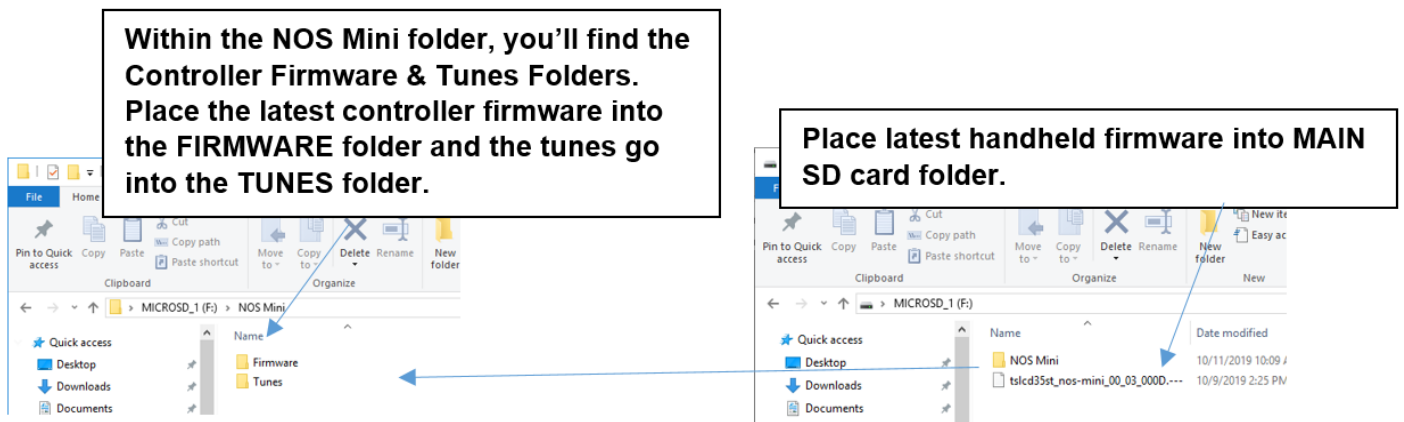 Within the NOS Mini folder, you'll find the
Controller Firmware & Tunes Folders.
Place the latest controller firmware into
the FIRMWARE folder and the tunes go
into the TUNES folder.
File Home
Cut
Copy path
Paste shortcut
Pin to Quick access
Copy
Paste
Move to
Copy to
Delete
Rename
New folder
Clipboard
Organize
MICROSD_1 (F:) > NOS Mini
Quick access
Desktop
Downloads
Documents
Name
Firmware
Tunes
Place latest handheld firmware into MAIN
SD card folder.
F
Cut
Copy path
Paste shortcut
Pin to Quick access
Copy
Paste
Move to
Copy to
Delete
Rename
New folder
New ite
Easy ac
Clipboard
Organize
New
MICROSD_1 (F:)
Quick access
Desktop
Downloads
Documents
Name Date modified
NOS Mini 10/11/2019 10:09 A
tslcd35st_nos-mini_00_03_000D.--- 10/9/2019 2:25 PM